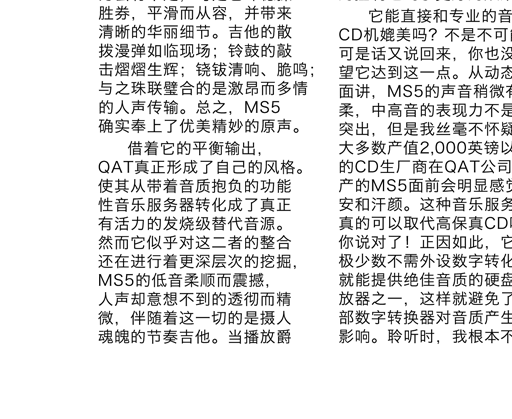 胜券，平滑而从容，并带来
清晰的华丽细节。吉他的散
拨漫弹如临现场；铃鼓的敲
击熠熠生辉；铙钹清响、脆鸣；
与之珠联璧合的是激昂而多情
的人声传输。总之，MS5
确实奉上了优美精妙的原声。
借着它的平衡输出，
QAT真正形成了自己的风格。
使其从带着音质抱负的功能
性音乐服务器转化成了真正
有活力的发烧级替代音源。
然而它似乎对这二者的整合
还在进行着更深层次的挖掘，
MS5的低音柔顺而震撼，
人声却意想不到的透彻而精
微，伴随着这一切的是摄人
魂魄的节奏吉他。当播放爵
它能直接和专业的音
CD机媲美吗？不是不可能
可是话又说回来，你也没
望它达到这一点。从动态
面讲，MS5的声音稍微有
柔，中高音的表现力不是
突出，但是我丝毫不怀疑
大多数产值2,000英镑以
的CD生厂商在QAT公司
产的MS5面前会明显感觉
安和汗颜。这种音乐服务
真的可以取代高保真CD
你说对了！正因如此，它
极少数不需外设数字转化
就能提供绝佳音质的硬盘
放器之一，这样就避免了
部数字转换器对音质产生
影响。聆听时，我根本不